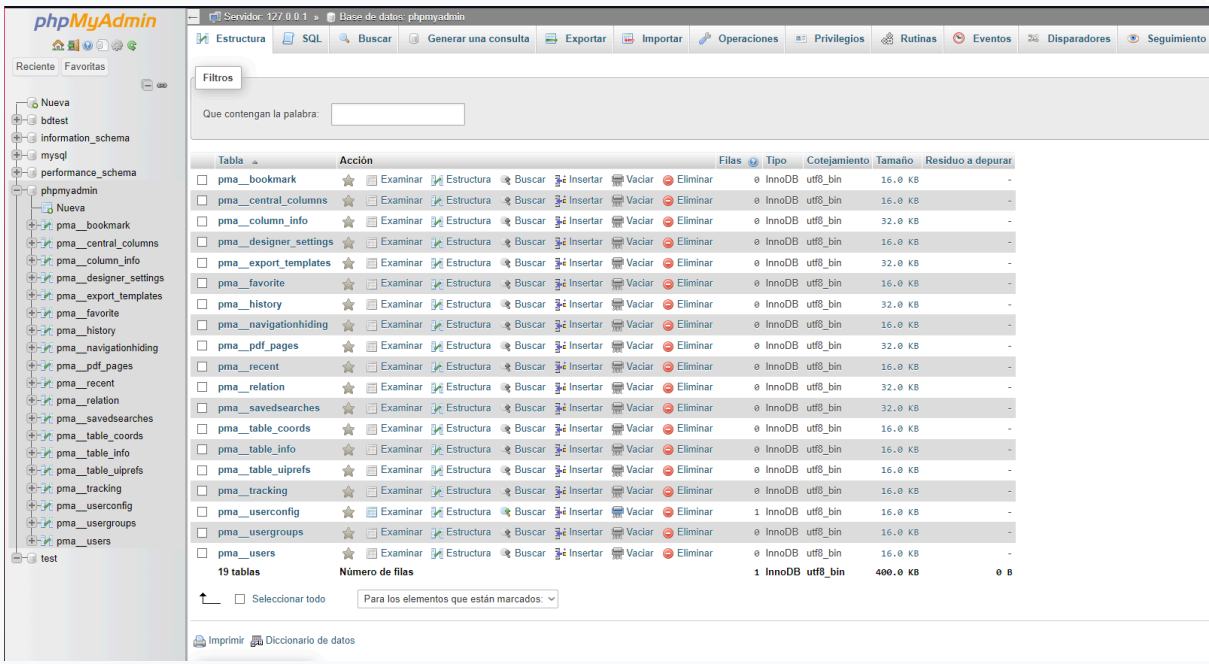 phpMyAdmin
Reciente Favoritas
Nueva
bdtest
information_schema
mysql
performance_schema
phpmyadmin
Nueva
pma__bookmark
pma__central_columns
pma__column_info
pma__designer_settings
pma__export_templates
pma__favorite
pma__history
pma__navigationhiding
pma__pdf_pages
pma__recent
pma__relation
pma__savedsearches
pma__table_coords
pma__table_info
pma__table_uiprefs
pma__tracking
pma__userconfig
pma__usergroups
pma__users
test
Servidor: 127.0.0.1 » Base de datos: phpmyadmin
Estructura SQL Buscar Generar una consulta Exportar Importar Operaciones Privilegios Rutinas Eventos Disparadores Seguimiento
Filtros
Que contengan la palabra:
Tabla Acción Filas Tipo Cotejamiento Tamaño Residuo a depurar
pma__bookmark Examinar Estructura Buscar Insertar Vaciar Eliminar 0 InnoDB utf8_bin 16.0 KB -
pma__central_columns Examinar Estructura Buscar Insertar Vaciar Eliminar 0 InnoDB utf8_bin 16.0 KB -
pma__column_info Examinar Estructura Buscar Insertar Vaciar Eliminar 0 InnoDB utf8_bin 32.0 KB -
pma__designer_settings Examinar Estructura Buscar Insertar Vaciar Eliminar 0 InnoDB utf8_bin 16.0 KB -
pma__export_templates Examinar Estructura Buscar Insertar Vaciar Eliminar 0 InnoDB utf8_bin 32.0 KB -
pma__favorite Examinar Estructura Buscar Insertar Vaciar Eliminar 0 InnoDB utf8_bin 16.0 KB -
pma__history Examinar Estructura Buscar Insertar Vaciar Eliminar 0 InnoDB utf8_bin 32.0 KB -
pma__navigationhiding Examinar Estructura Buscar Insertar Vaciar Eliminar 0 InnoDB utf8_bin 16.0 KB -
pma__pdf_pages Examinar Estructura Buscar Insertar Vaciar Eliminar 0 InnoDB utf8_bin 32.0 KB -
pma__recent Examinar Estructura Buscar Insertar Vaciar Eliminar 0 InnoDB utf8_bin 16.0 KB -
pma__relation Examinar Estructura Buscar Insertar Vaciar Eliminar 0 InnoDB utf8_bin 32.0 KB -
pma__savedsearches Examinar Estructura Buscar Insertar Vaciar Eliminar 0 InnoDB utf8_bin 32.0 KB -
pma__table_coords Examinar Estructura Buscar Insertar Vaciar Eliminar 0 InnoDB utf8_bin 16.0 KB -
pma__table_info Examinar Estructura Buscar Insertar Vaciar Eliminar 0 InnoDB utf8_bin 16.0 KB -
pma__table_uiprefs Examinar Estructura Buscar Insertar Vaciar Eliminar 0 InnoDB utf8_bin 16.0 KB -
pma__tracking Examinar Estructura Buscar Insertar Vaciar Eliminar 0 InnoDB utf8_bin 16.0 KB -
pma__userconfig Examinar Estructura Buscar Insertar Vaciar Eliminar 1 InnoDB utf8_bin 16.0 KB -
pma__usergroups Examinar Estructura Buscar Insertar Vaciar Eliminar 0 InnoDB utf8_bin 16.0 KB -
pma__users Examinar Estructura Buscar Insertar Vaciar Eliminar 0 InnoDB utf8_bin 16.0 KB -
19 tablas Número de filas 1 InnoDB utf8_bin 400.0 KB 0 B
Seleccionar todo Para los elementos que están marcados:
Imprimir Diccionario de datos